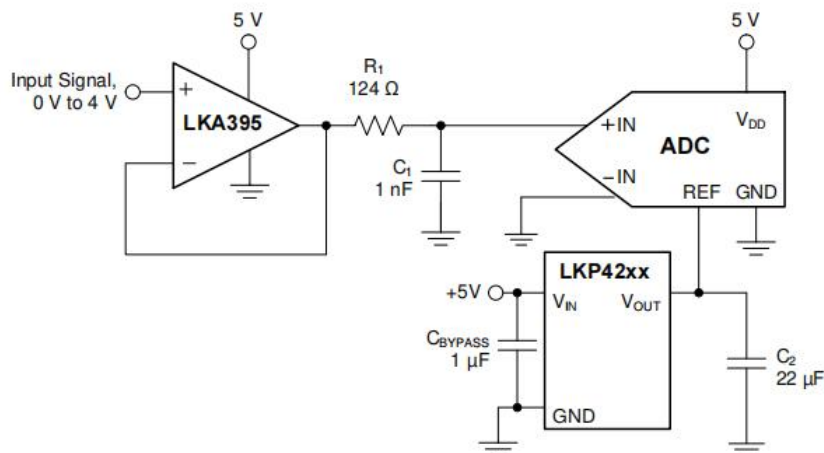 5 V
5 V
Input Signal,
0 V to 4 V
+
LKA395
−
R1
124 Ω
C1
1 nF
+IN
VDD
ADC
−IN
REF
GND
LKP42xx
+5V
VIN
VOUT
CBYPASS
1 µF
GND
C2
22 µF